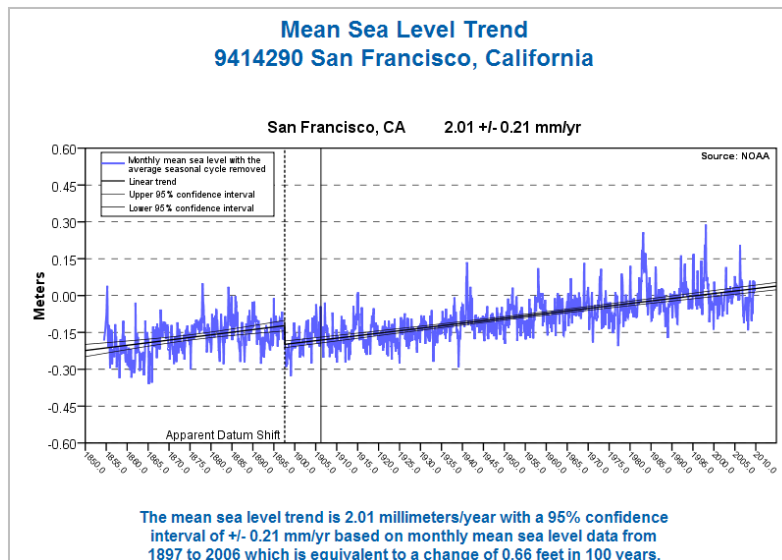 Mean Sea Level Trend
9414290 San Francisco, California
San Francisco, CA 2.01 +/- 0.21 mm/yr
Source: NOAA
Monthly mean sea level with the
average seasonal cycle removed
Linear trend
Upper 95% confidence interval
Lower 95% confidence interval
Meters
0.60
0.45
0.30
0.15
0.00
-0.15
-0.30
-0.45
-0.60
Apparent Datum Shift
1850.0 1855.0 1860.0 1865.0 1870.0 1875.0 1880.0 1885.0 1890.0 1895.0 1900.0 1905.0 1910.0 1915.0 1920.0 1925.0 1930.0 1935.0 1940.0 1945.0 1950.0 1955.0 1960.0 1965.0 1970.0 1975.0 1980.0 1985.0 1990.0 1995.0 2000.0 2005.0 2010.0
The mean sea level trend is 2.01 millimeters/year with a 95% confidence
interval of +/- 0.21 mm/yr based on monthly mean sea level data from
1897 to 2006 which is equivalent to a change of 0.66 feet in 100 years.